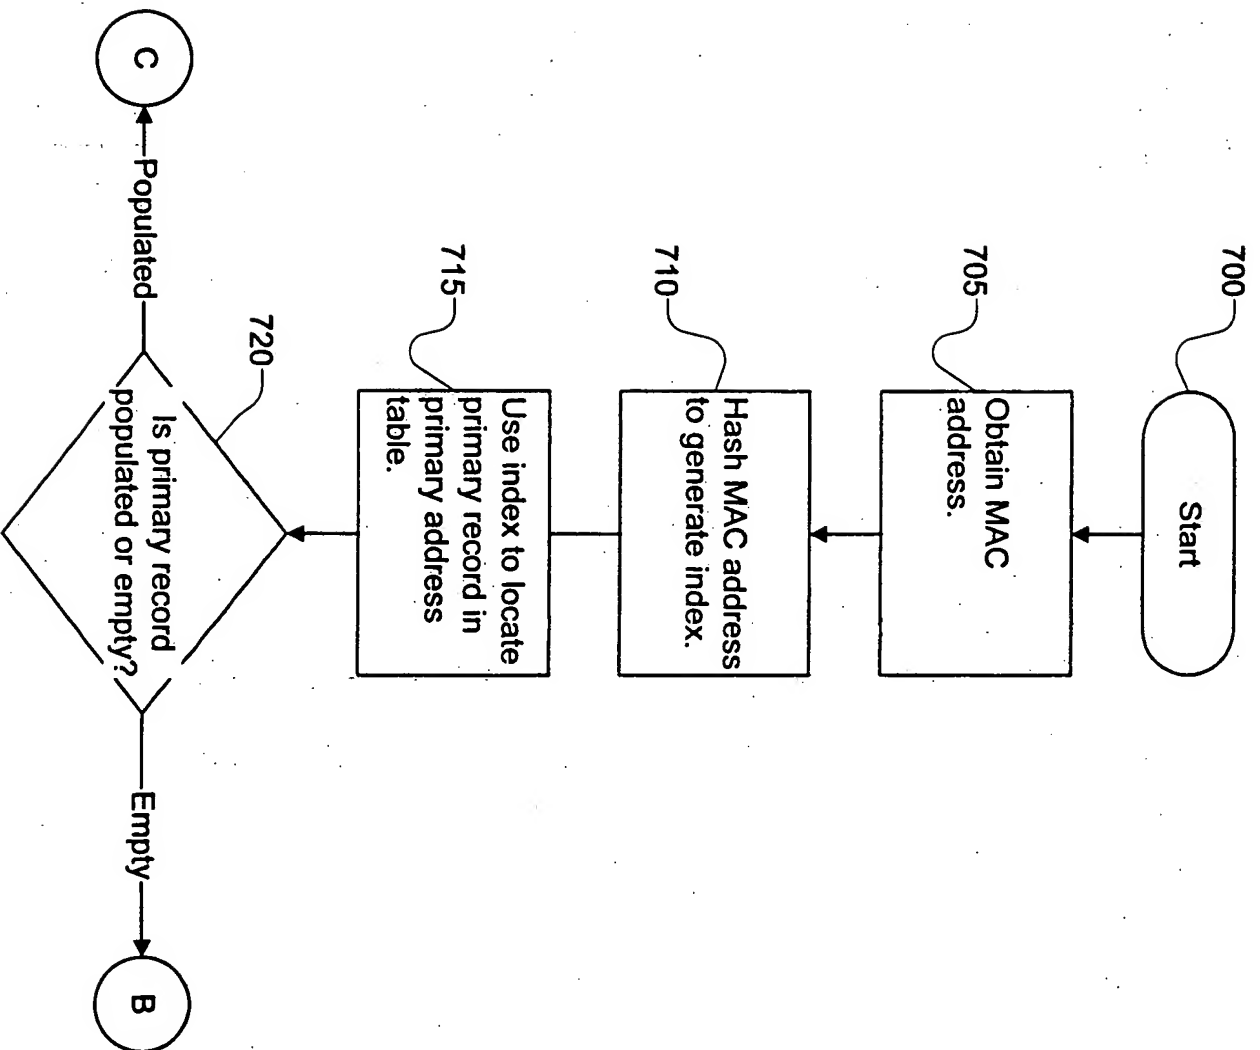 700
Start
705
Obtain MAC
address.
710
Hash MAC address
to generate index.
715
Use index to locate
primary record in
primary address
table.
720
Is primary record
populated or empty?
Populated
C
Empty
B